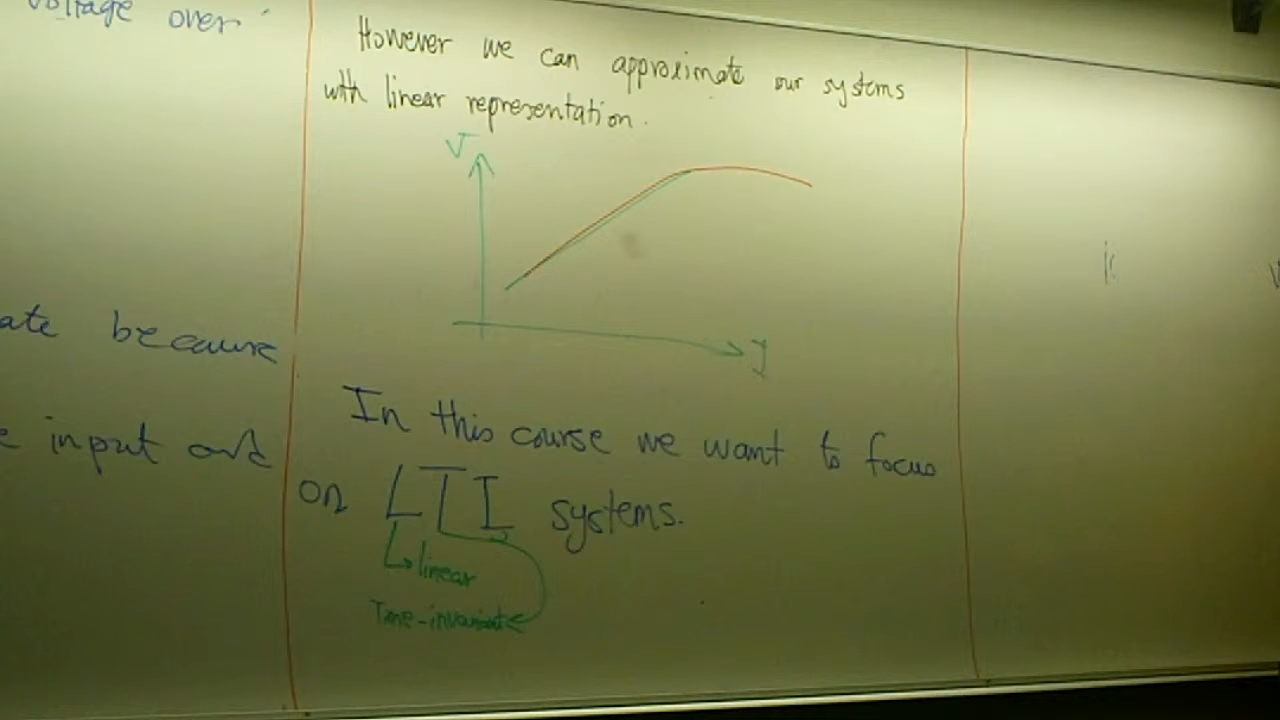 voltage over
ate because
e input and
However we can approximate our systems
with linear representation.
V
y
In this course we want to focus
on LTI systems.
linear
Time-invariant